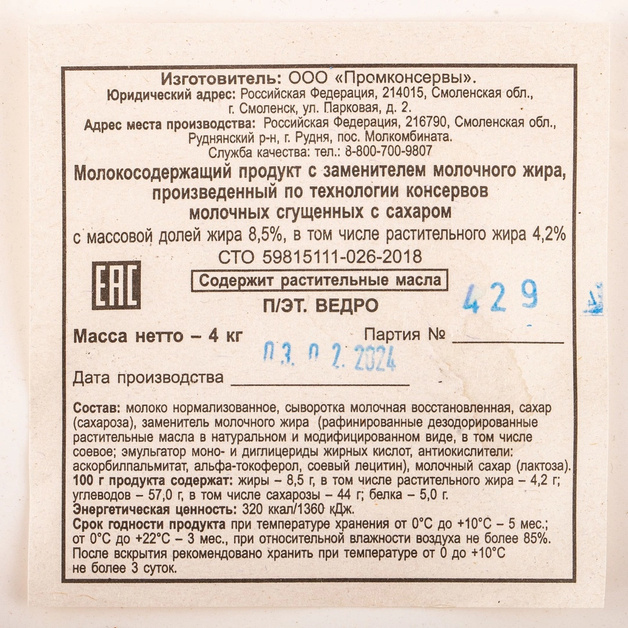 Изготовитель: ООО «Промконсервы».
Юридический адрес: Российская Федерация, 214015, Смоленская обл.,
г. Смоленск, ул. Парковая, д. 2.
Адрес места производства: Российская Федерация, 216790, Смоленская обл.,
Руднянский р-н, г. Рудня, пос. Молкомбината.
Служба качества: тел.: 8-800-700-9807
Молокосодержащий продукт с заменителем молочного жира,
произведенный по технологии консервов
молочных сгущенных с сахаром
с массовой долей жира 8,5%, в том числе растительного жира 4,2%
СТО 59815111-026-2018
ЕАС
Содержит растительные масла
П/ЭТ. ВЕДРО
429
Масса нетто – 4 кг
Партия №
03 02 2024
Дата производства
Состав: молоко нормализованное, сыворотка молочная восстановленная, сахар
(сахароза), заменитель молочного жира (рафинированные дезодорированные
растительные масла в натуральном и модифицированном виде, в том числе
соевое; эмульгатор моно- и диглицериды жирных кислот, антиокислители:
аскорбилпальмитат, альфа-токоферол, соевый лецитин), молочный сахар (лактоза).
100 г продукта содержат: жиры – 8,5 г, в том числе растительного жира – 4,2 г;
углеводов – 57,0 г, в том числе сахарозы – 44 г; белка – 5,0 г.
Энергетическая ценность: 320 ккал/1360 кДж.
Срок годности продукта при температуре хранения от 0°С до +10°С – 5 мес.;
от 0°С до +22°С – 3 мес., при относительной влажности воздуха не более 85%.
После вскрытия рекомендовано хранить при температуре от 0 до +10°С
не более 3 суток.